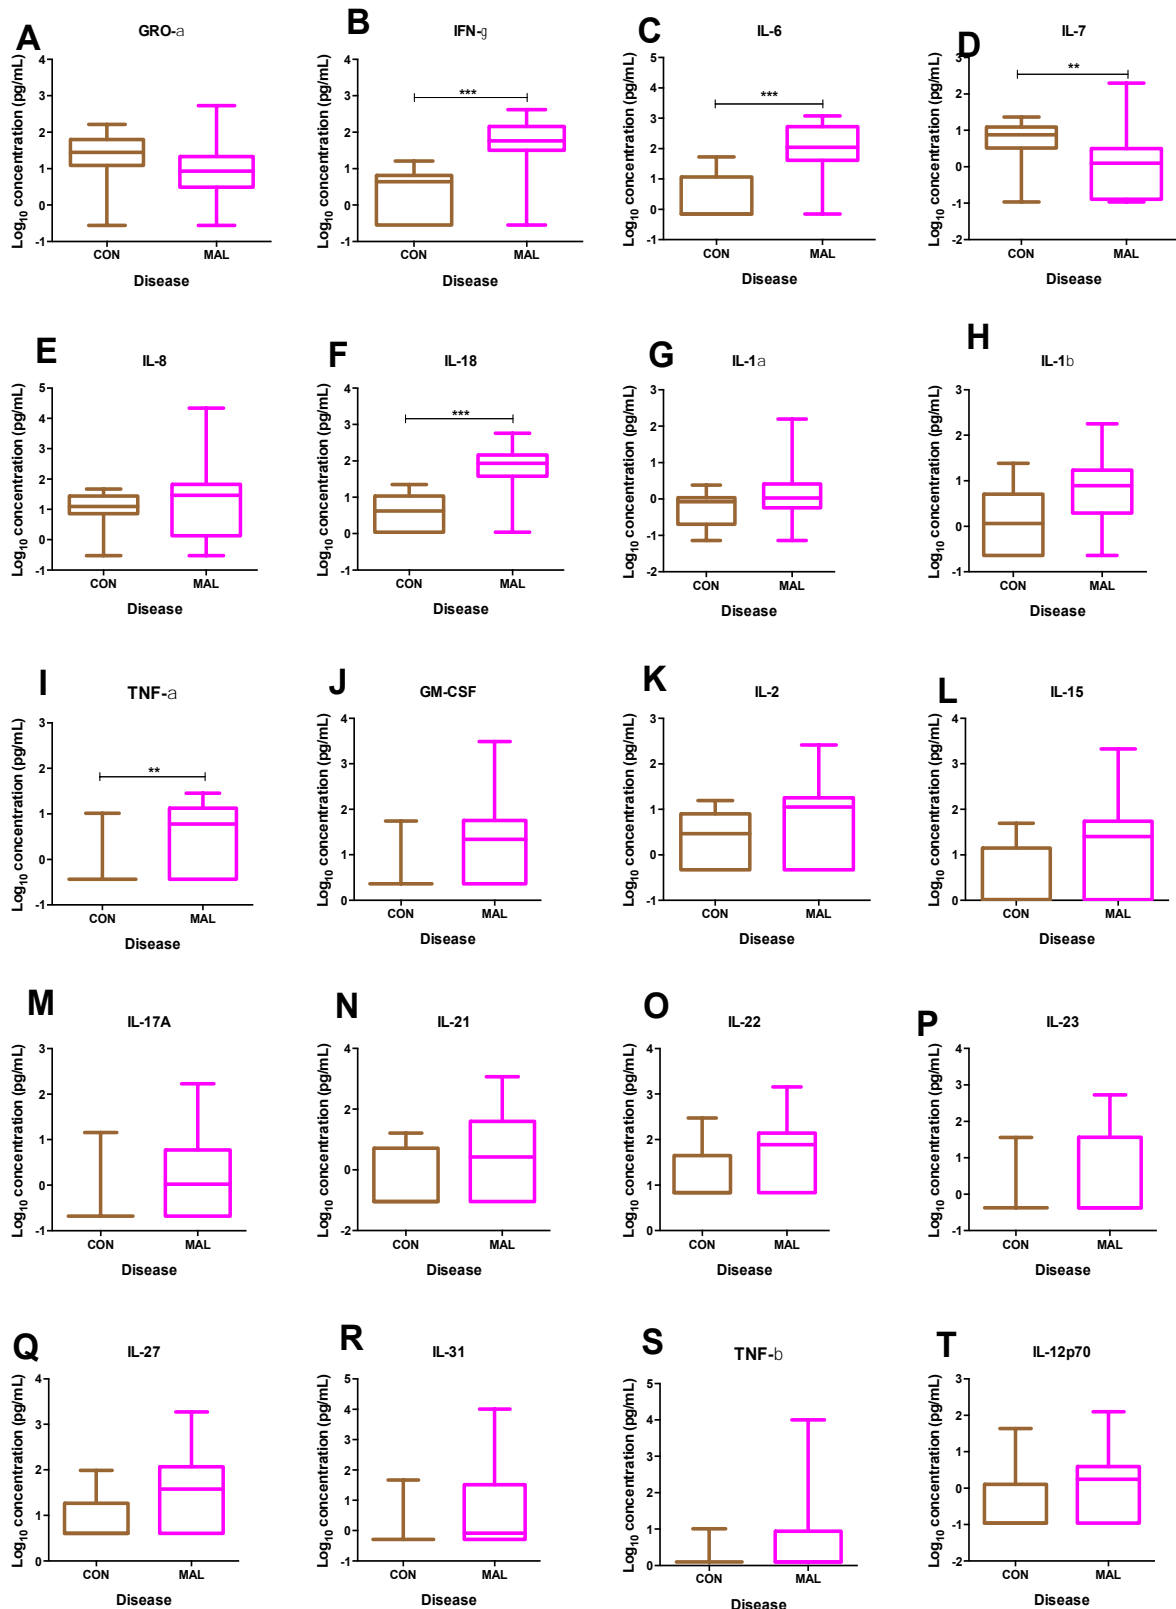 A
GRO-a
Log10 concentration (pg/mL)
4
3
2
1
0
-1
CON MAL
Disease
B
IFN-g
Log10 concentration (pg/mL)
4
3
2
1
0
-1
***
CON MAL
Disease
C
IL-6
Log10 concentration (pg/mL)
5
4
3
2
1
0
-1
***
CON MAL
Disease
D
IL-7
Log10 concentration (pg/mL)
3
2
1
0
-1
-2
**
CON MAL
Disease
E
IL-8
Log10 concentration (pg/mL)
5
4
3
2
1
0
-1
CON MAL
Disease
F
IL-18
Log10 concentration (pg/mL)
4
3
2
1
0
-1
***
CON MAL
Disease
G
IL-1a
Log10 concentration (pg/mL)
3
2
1
0
-1
-2
CON MAL
Disease
H
IL-1b
Log10 concentration (pg/mL)
3
2
1
0
-1
CON MAL
Disease
I
TNF-a
Log10 concentration (pg/mL)
3
2
1
0
-1
**
CON MAL
Disease
J
GM-CSF
Log10 concentration (pg/mL)
4
3
2
1
0
CON MAL
Disease
K
IL-2
Log10 concentration (pg/mL)
3
2
1
0
-1
CON MAL
Disease
L
IL-15
Log10 concentration (pg/mL)
4
3
2
1
0
CON MAL
Disease
M
IL-17A
Log10 concentration (pg/mL)
3
2
1
0
-1
CON MAL
Disease
N
IL-21
Log10 concentration (pg/mL)
4
2
0
-2
CON MAL
Disease
O
IL-22
Log10 concentration (pg/mL)
4
3
2
1
0
CON MAL
Disease
P
IL-23
Log10 concentration (pg/mL)
4
3
2
1
0
-1
CON MAL
Disease
Q
IL-27
Log10 concentration (pg/mL)
4
3
2
1
0
CON MAL
Disease
R
IL-31
Log10 concentration (pg/mL)
5
4
3
2
1
0
-1
CON MAL
Disease
S
TNF-b
Log10 concentration (pg/mL)
5
4
3
2
1
0
CON MAL
Disease
T
IL-12p70
Log10 concentration (pg/mL)
3
2
1
0
-1
-2
CON MAL
Disease